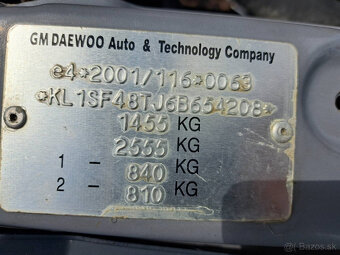 GM DAEWOO Auto & Technology Company
e4*2001/116*0063
*KL1SF48TJ6B654208*
1455 KG
2555 KG
1 - 840 KG
2 - 810 KG
Bazos.sk